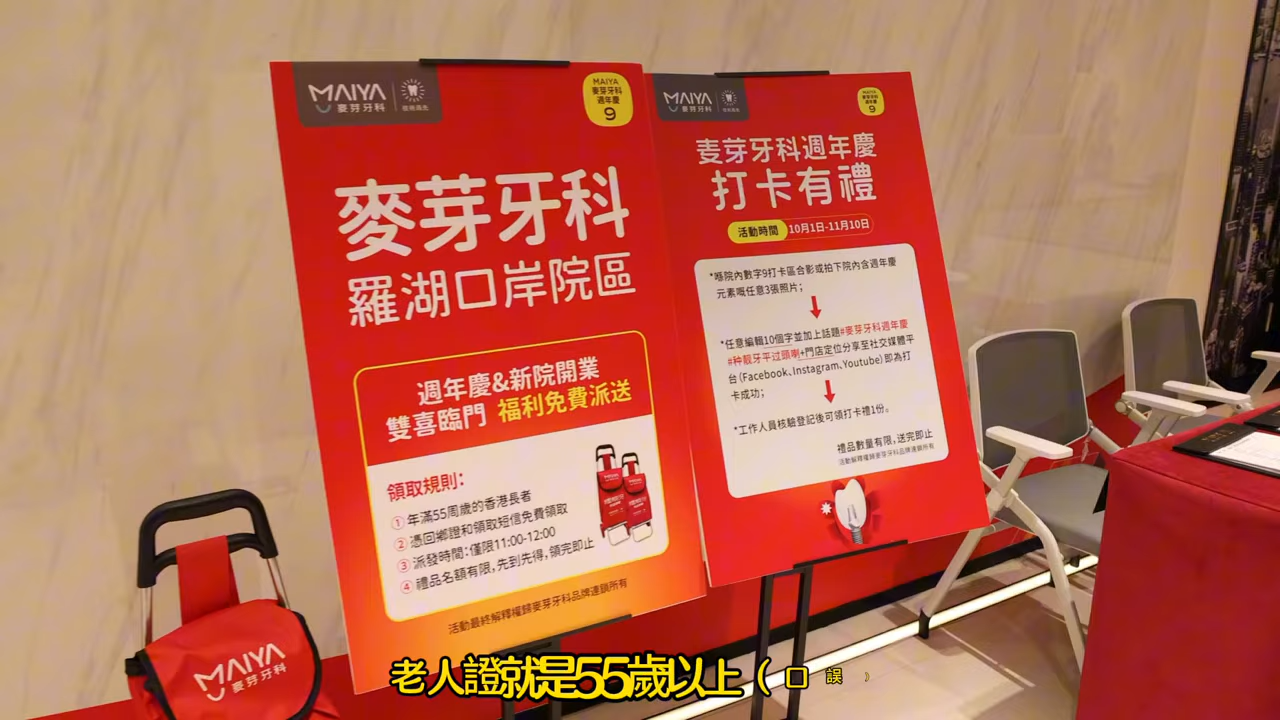 MAIYA
麥芽牙科
MAIYA
麥芽牙科
週年慶
9
麥芽牙科
羅湖口岸院區
週年慶&新院開業
雙喜臨門 福利免費派送
領取規則：
① 年滿55周歲的香港長者
② 憑回鄉證和領取短信免費領取
③ 派發時間：僅限11:00-12:00
④ 禮品名額有限，先到先得，領完即止
活動最終解釋權歸麥芽牙科品牌連鎖所有
MAIYA
麥芽牙科
MAIYA
麥芽牙科
週年慶
9
麦芽牙科週年慶
打卡有禮
活動時間 10月1日-11月10日
*喺院內數字9打卡區合影或拍下院內含週年慶
元素嘅任意3張照片；
*任意編輯10個字並加上話題#麥芽牙科週年慶
#种靓牙平过頭喇+門店定位分享至社交媒體平
台（Facebook、Instagram、Youtube）即為打
卡成功；
*工作人員核驗登記後可領打卡禮1份。
禮品數量有限，送完即止
活動解釋權歸麥芽牙科品牌連鎖所有
MAIYA
麥芽牙科
老人證就是55歲以上（口誤）